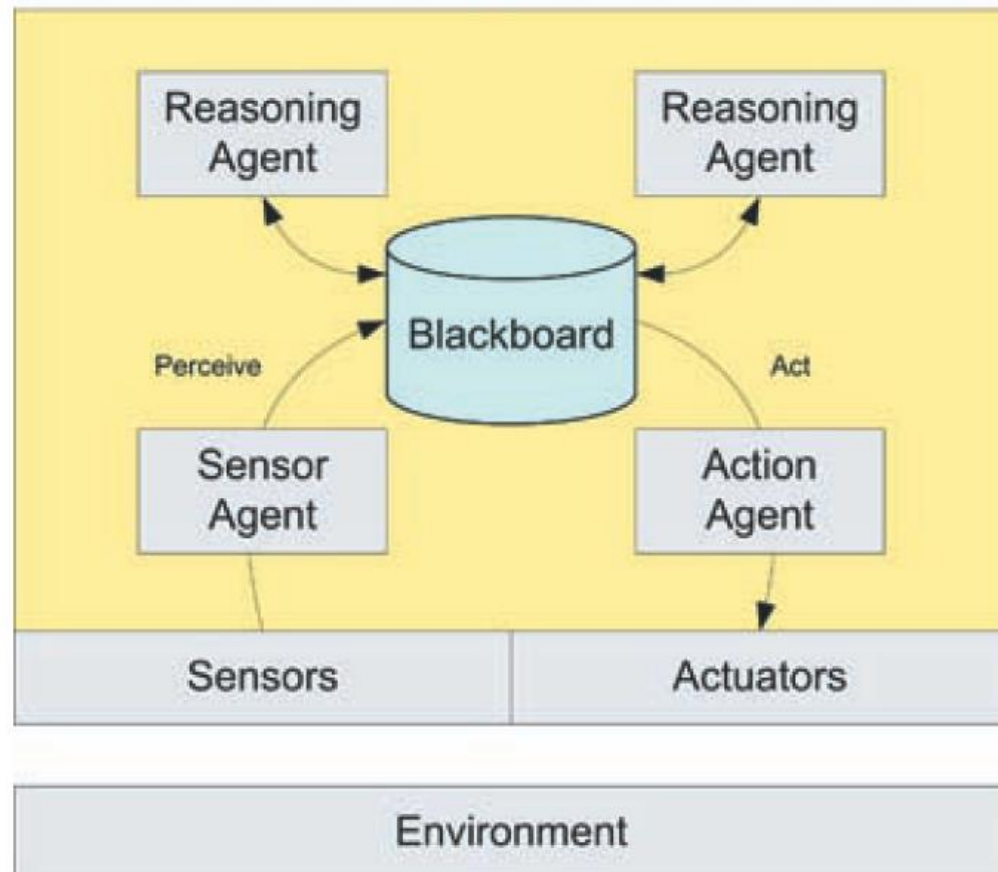 Reasoning
Agent
Reasoning
Agent
Blackboard
Perceive
Act
Sensor
Agent
Action
Agent
Sensors
Actuators
Environment